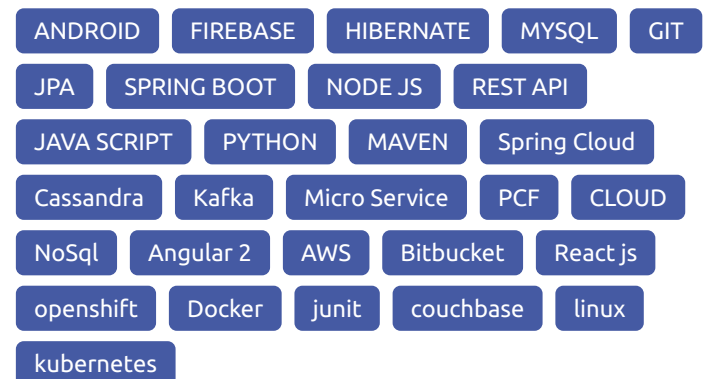 ANDROID FIREBASE HIBERNATE MYSQL GIT
JPA SPRING BOOT NODE JS REST API
JAVA SCRIPT PYTHON MAVEN Spring Cloud
Cassandra Kafka Micro Service PCF CLOUD
NoSql Angular 2 AWS Bitbucket React js
openshift Docker junit couchbase linux
kubernetes